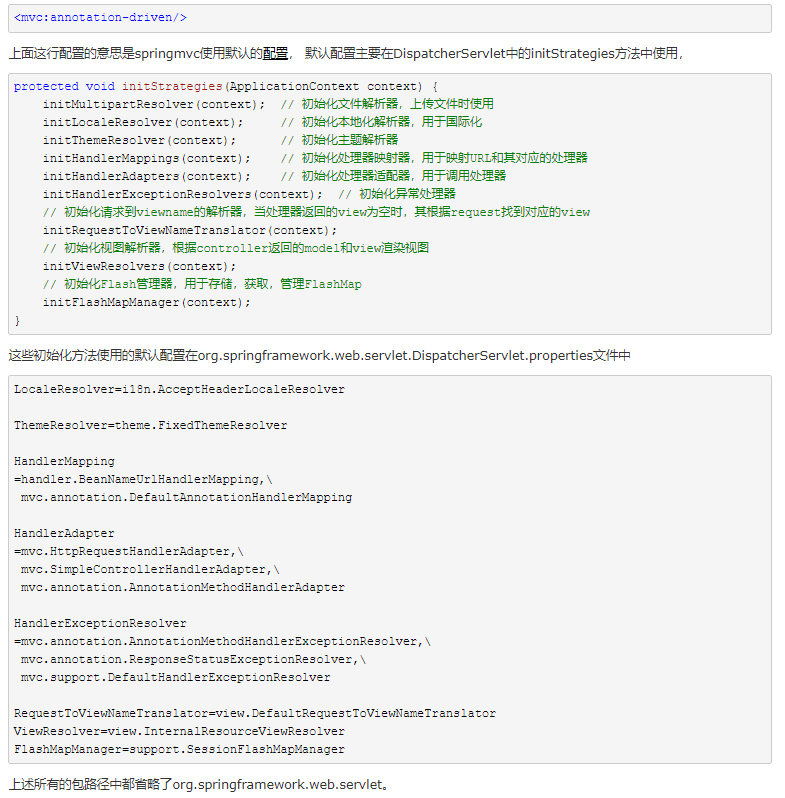 <mvc:annotation-driven/>
上面这行配置的意思是springmvc使用默认的配置， 默认配置主要在DispatcherServlet中的initStrategies方法中使用，
protected void initStrategies(ApplicationContext context) {
    initMultipartResolver(context);  // 初始化文件解析器，上传文件时使用
    initLocaleResolver(context);     // 初始化本地化解析器，用于国际化
    initThemeResolver(context);      // 初始化主题解析器
    initHandlerMappings(context);    // 初始化处理器映射器，用于映射URL和其对应的处理器
    initHandlerAdapters(context);    // 初始化处理器适配器，用于调用处理器
    initHandlerExceptionResolvers(context);  // 初始化异常处理器
    // 初始化请求到viewname的解析器，当处理器返回的view为空时，其根据request找到对应的view
    initRequestToViewNameTranslator(context);
    // 初始化视图解析器，根据controller返回的model和view渲染视图
    initViewResolvers(context);
    // 初始化Flash管理器，用于存储，获取，管理FlashMap
    initFlashMapManager(context);
}
这些初始化方法使用的默认配置在org.springframework.web.servlet.DispatcherServlet.properties文件中
LocaleResolver=i18n.AcceptHeaderLocaleResolver
ThemeResolver=theme.FixedThemeResolver
HandlerMapping
=handler.BeanNameUrlHandlerMapping,\
 mvc.annotation.DefaultAnnotationHandlerMapping
HandlerAdapter
=mvc.HttpRequestHandlerAdapter,\
 mvc.SimpleControllerHandlerAdapter,\
 mvc.annotation.AnnotationMethodHandlerAdapter
HandlerExceptionResolver
=mvc.annotation.AnnotationMethodHandlerExceptionResolver,\
 mvc.annotation.ResponseStatusExceptionResolver,\
 mvc.support.DefaultHandlerExceptionResolver
RequestToViewNameTranslator=view.DefaultRequestToViewNameTranslator
ViewResolver=view.InternalResourceViewResolver
FlashMapManager=support.SessionFlashMapManager
上述所有的包路径中都省略了org.springframework.web.servlet。